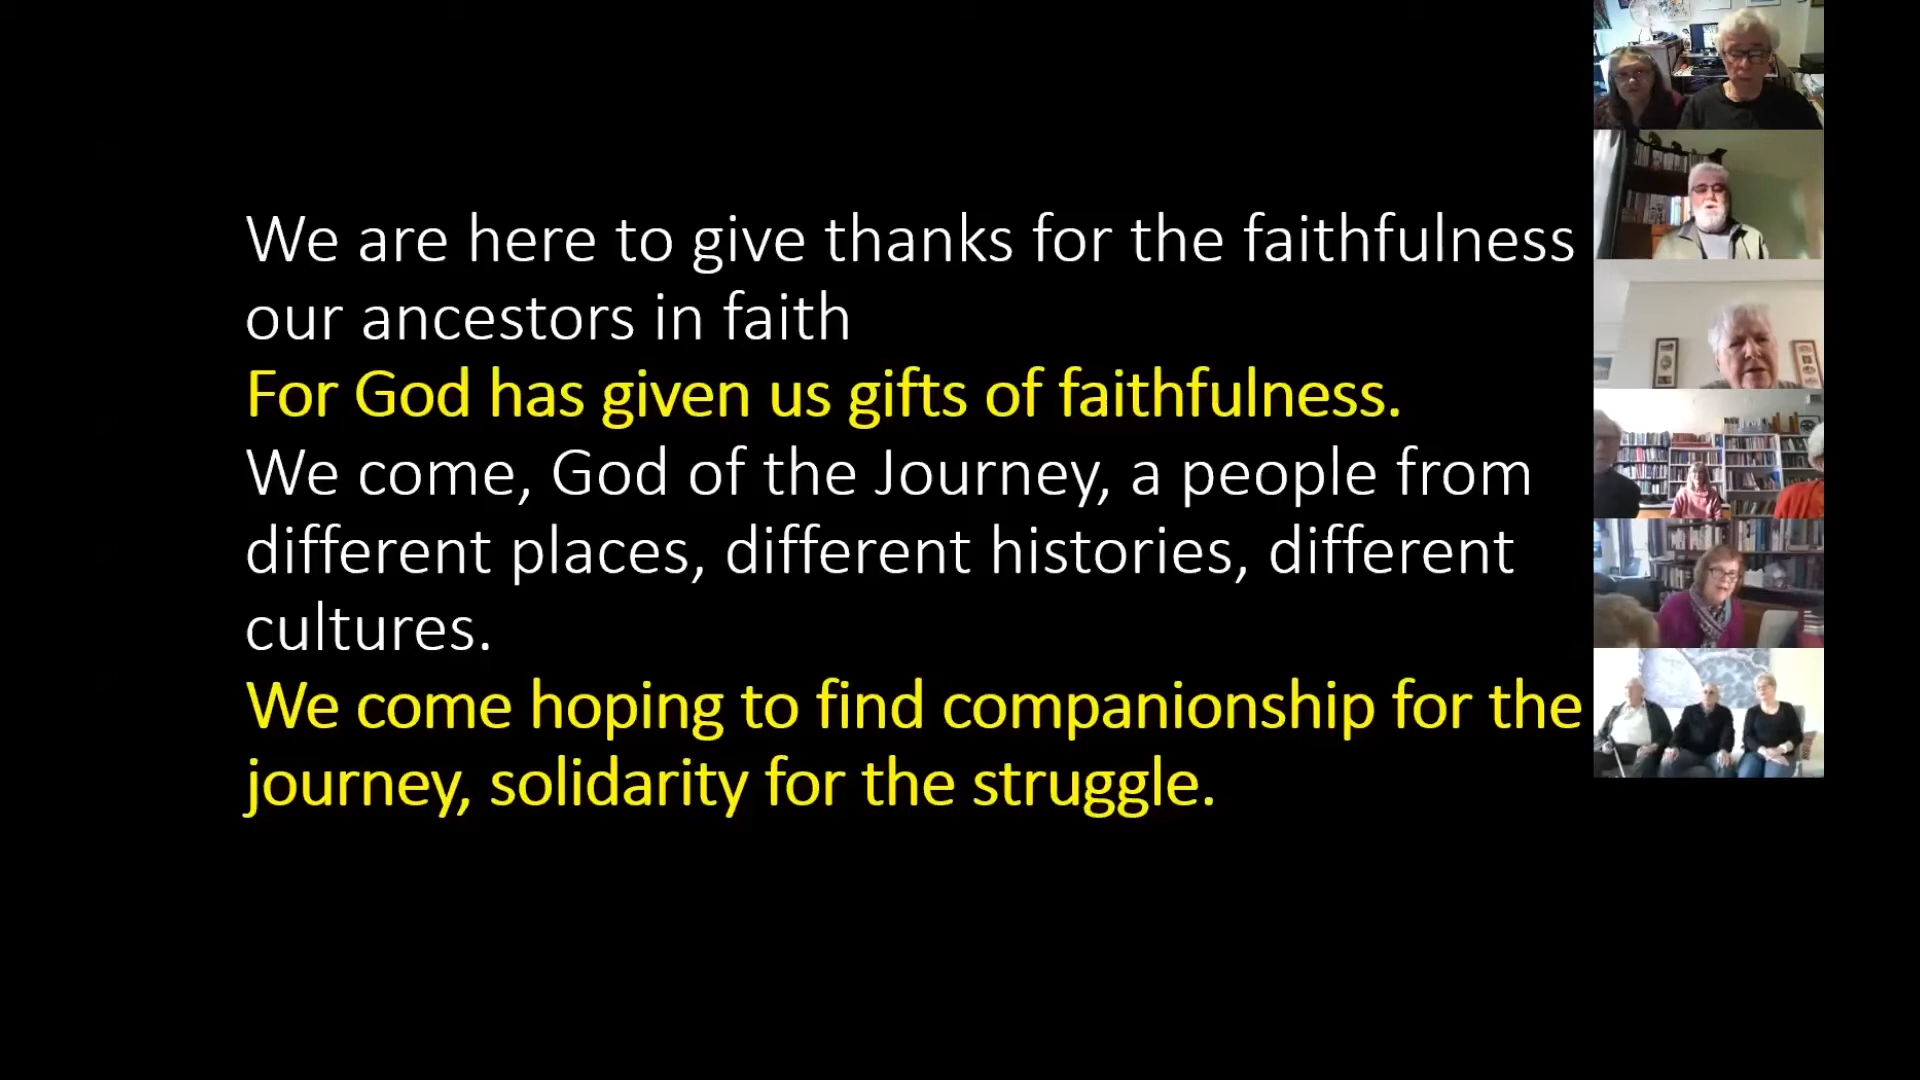 We are here to give thanks for the faithfulness
our ancestors in faith
For God has given us gifts of faithfulness.
We come, God of the Journey, a people from
different places, different histories, different
cultures.
We come hoping to find companionship for the
journey, solidarity for the struggle.